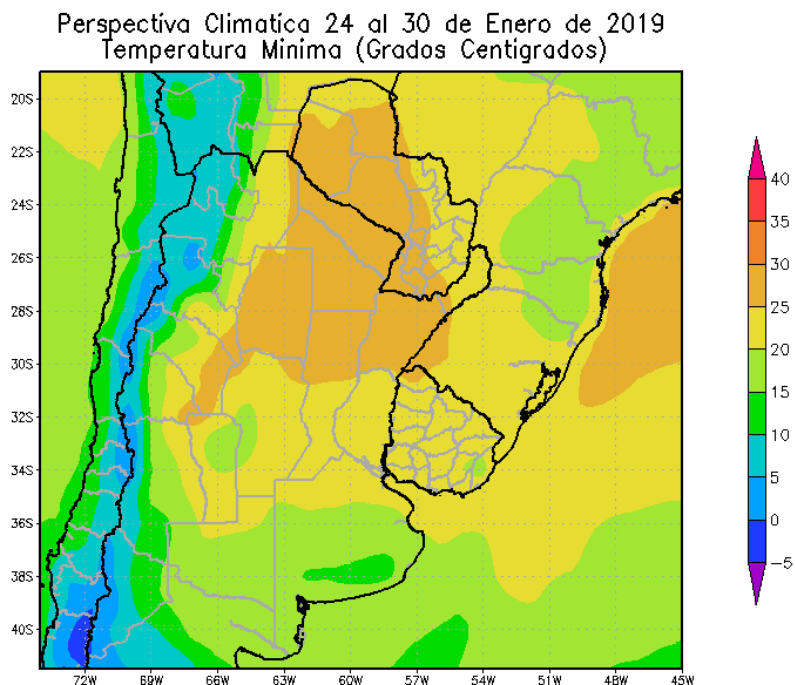 Perspectiva Climatica 24 al 30 de Enero de 2019
Temperatura Minima (Grados Centigrados)
20S
22S
24S
26S
28S
30S
32S
34S
36S
38S
40S
72W
69W
66W
63W
60W
57W
54W
51W
48W
45W
40
35
30
25
20
15
10
5
0
−5